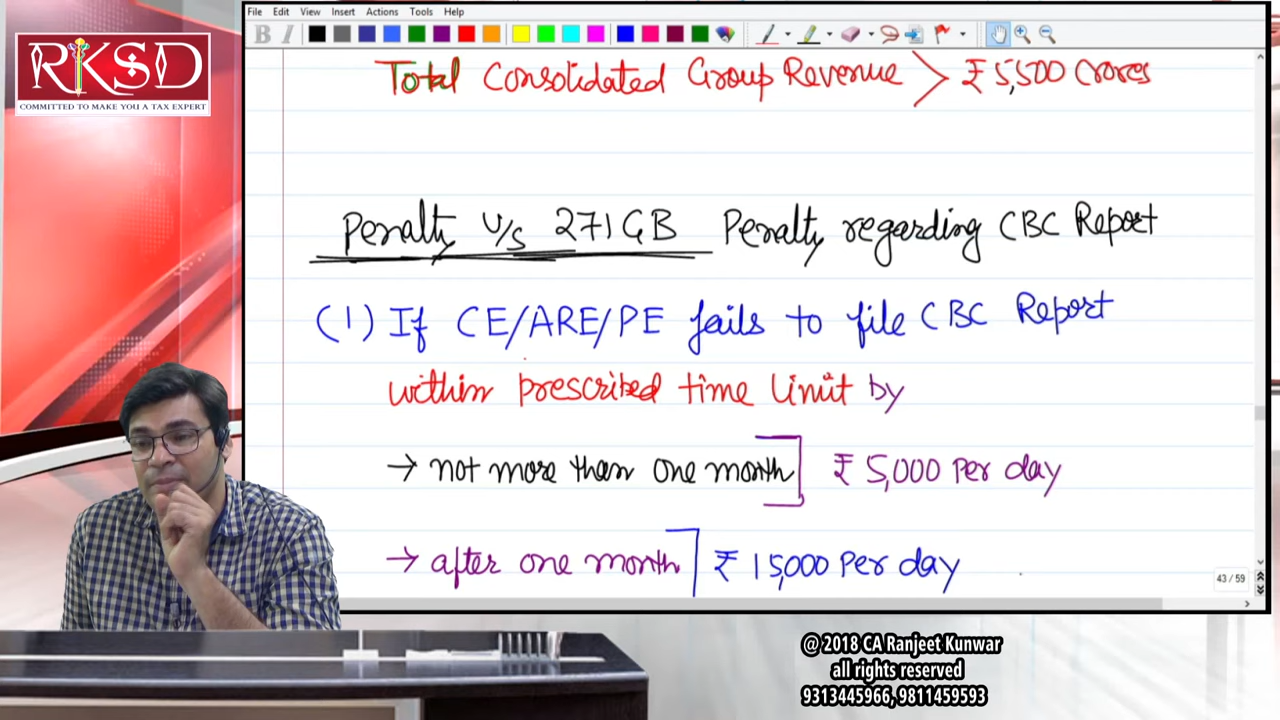 File Edit View Insert Actions Tools Help
RKSD
COMMITTED TO MAKE YOU A TAX EXPERT
B I
Total Consolidated Group Revenue > ₹ 5,500 Crores
Penalty u/s 271GB Penalty regarding CBC Report
(1) If CE/ARE/PE fails to file CBC Report
within prescribed time limit by
→ not more than one month] ₹ 5,000 per day
→ after one month] ₹ 15,000 per day
43 / 59
@ 2018 CA Ranjeet Kunwar
all rights reserved
9313445966, 9811459593